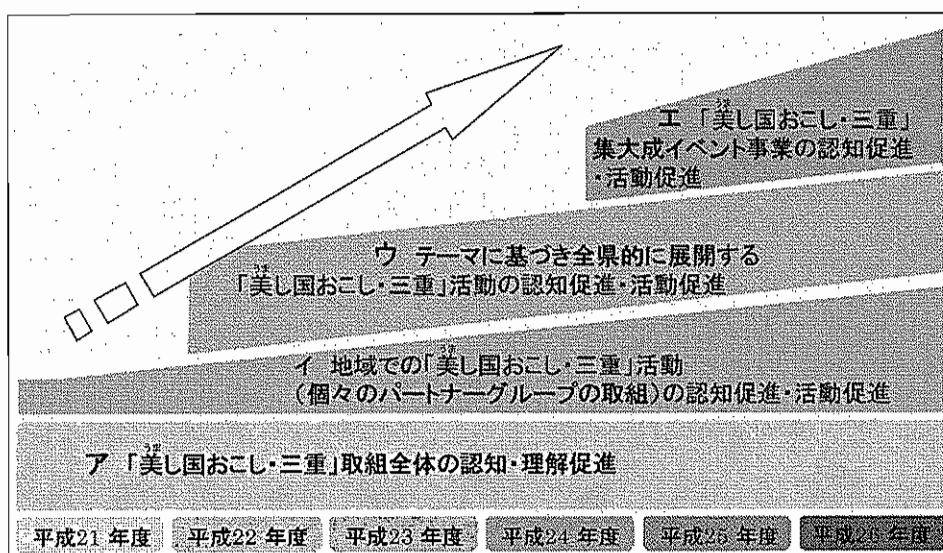 エ 「美し国おこし・三重」
集大成イベント事業の認知促進
・活動促進
ウ テーマに基づき全県的に展開する
「美し国おこし・三重」活動の認知促進・活動促進
イ 地域での「美し国おこし・三重」活動
(個々のパートナーグループの取組)の認知促進・活動促進
ア 「美し国おこし・三重」取組全体の認知・理解促進
平成21 年度 平成22 年度 平成23 年度 平成24 年度 平成25 年度 平成26 年度